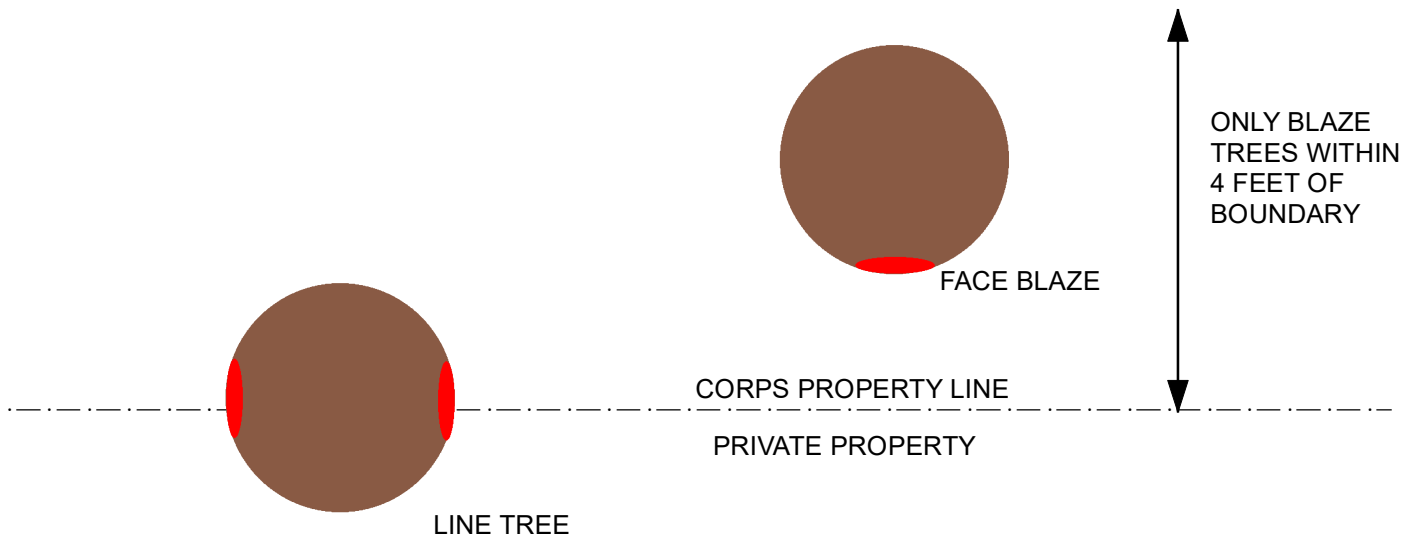 ONLY BLAZE
TREES WITHIN
4 FEET OF
BOUNDARY
FACE BLAZE
CORPS PROPERTY LINE
PRIVATE PROPERTY
LINE TREE